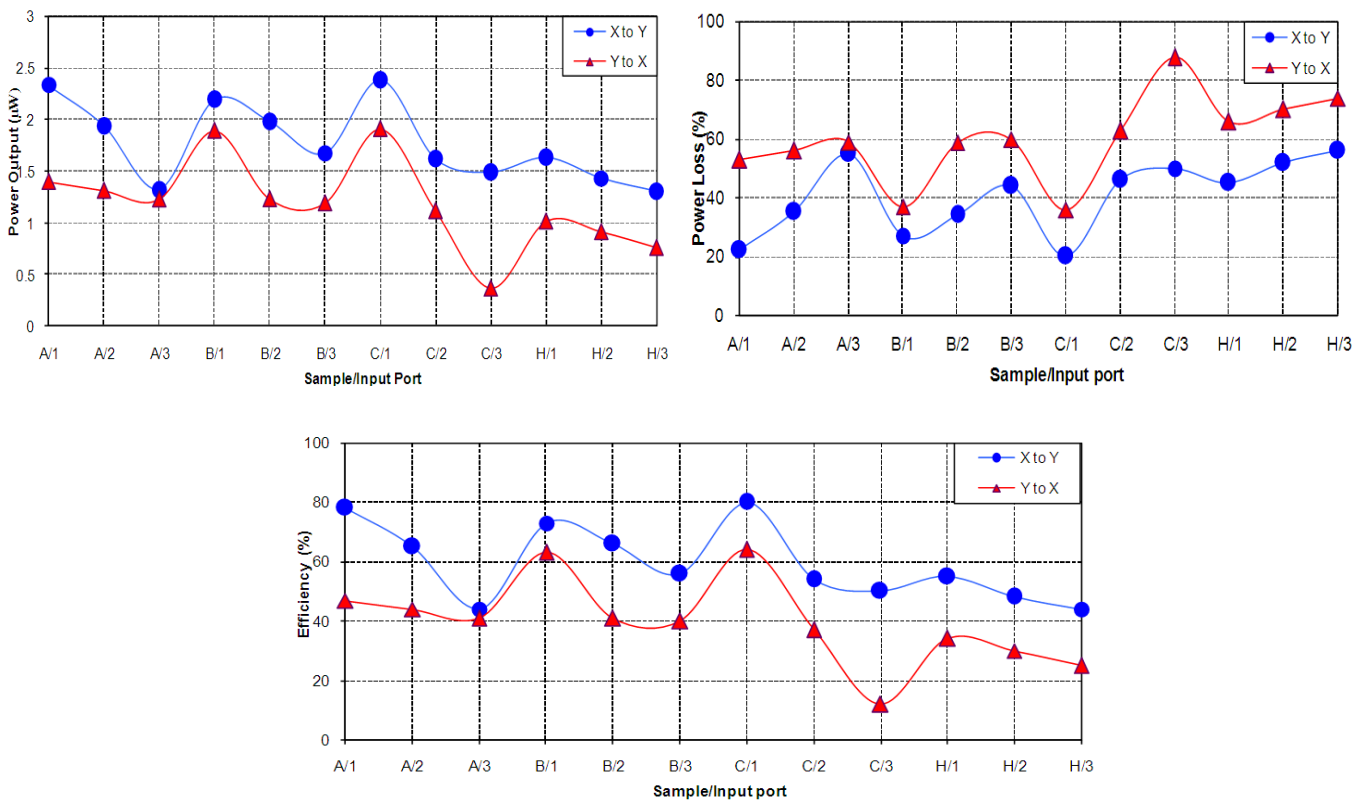 3
2.5
2
1.5
1
0.5
0
Power Output (μW)
X to Y
Y to X
A/1 A/2 A/3 B/1 B/2 B/3 C/1 C/2 C/3 H/1 H/2 H/3
Sample/Input Port
100
80
60
40
20
0
Power Loss (%)
X to Y
Y to X
A/1 A/2 A/3 B/1 B/2 B/3 C/1 C/2 C/3 H/1 H/2 H/3
Sample/Input port
100
80
60
40
20
0
Efficiency (%)
X to Y
Y to X
A/1 A/2 A/3 B/1 B/2 B/3 C/1 C/2 C/3 H/1 H/2 H/3
Sample/Input port